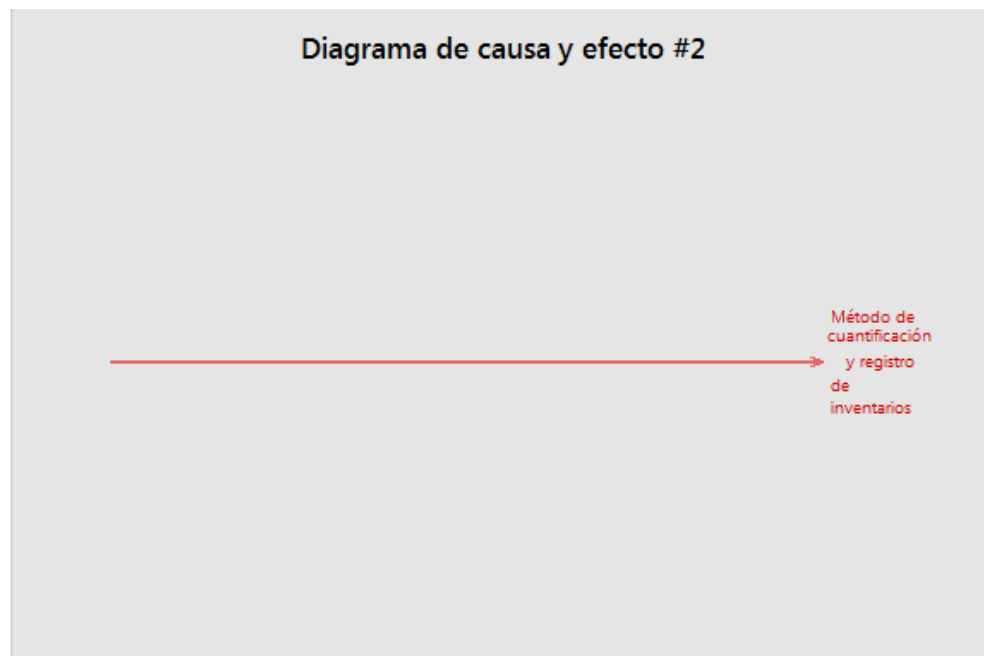 Diagrama de causa y efecto #2
Método de
cuantificación
y registro
de
inventarios